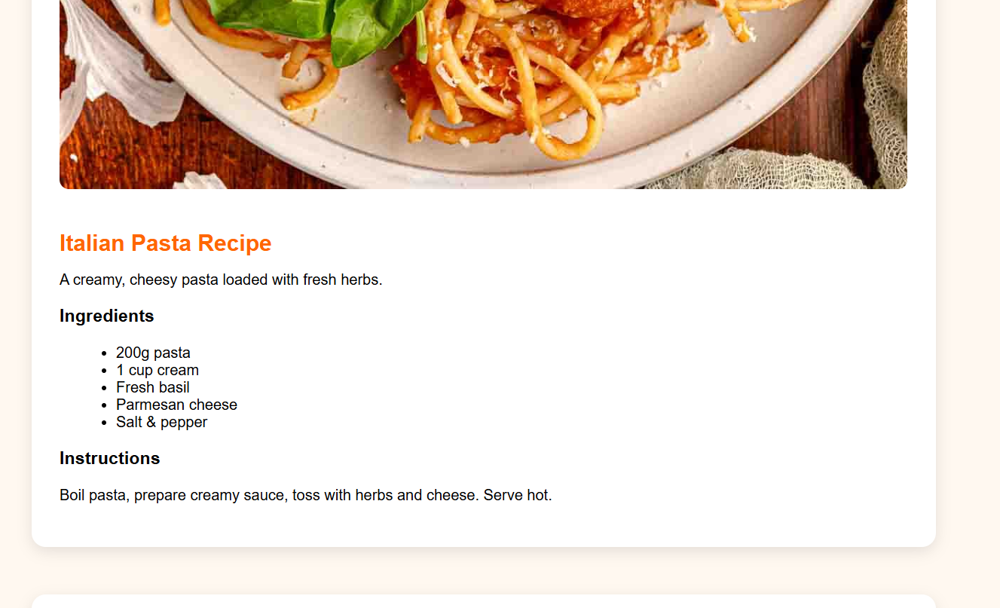 Italian Pasta Recipe
A creamy, cheesy pasta loaded with fresh herbs.
Ingredients
• 200g pasta
• 1 cup cream
• Fresh basil
• Parmesan cheese
• Salt & pepper
Instructions
Boil pasta, prepare creamy sauce, toss with herbs and cheese. Serve hot.